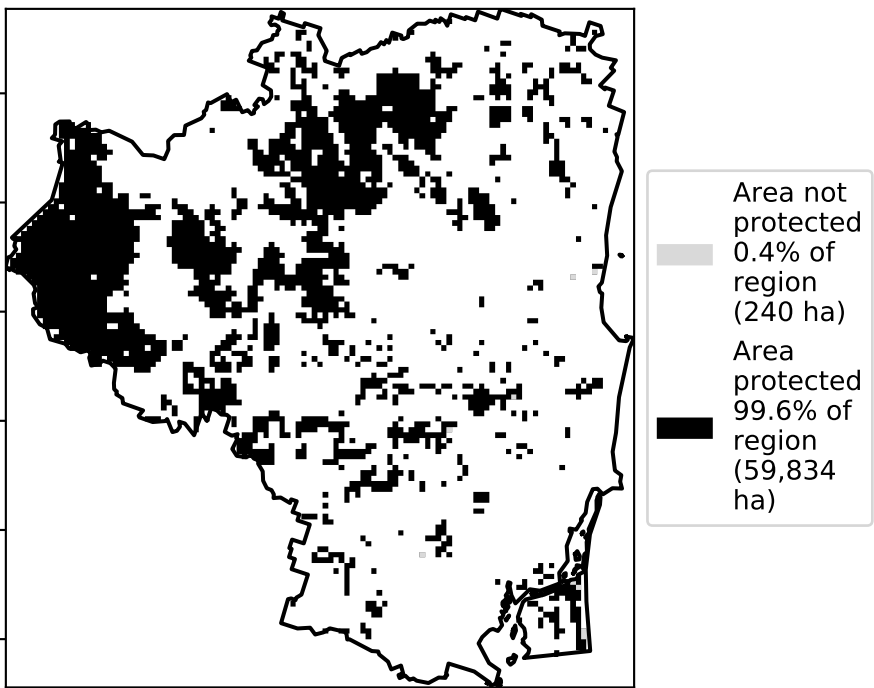 Area not
protected
0.4% of
region
(240 ha)
Area
protected
99.6% of
region
(59,834
ha)